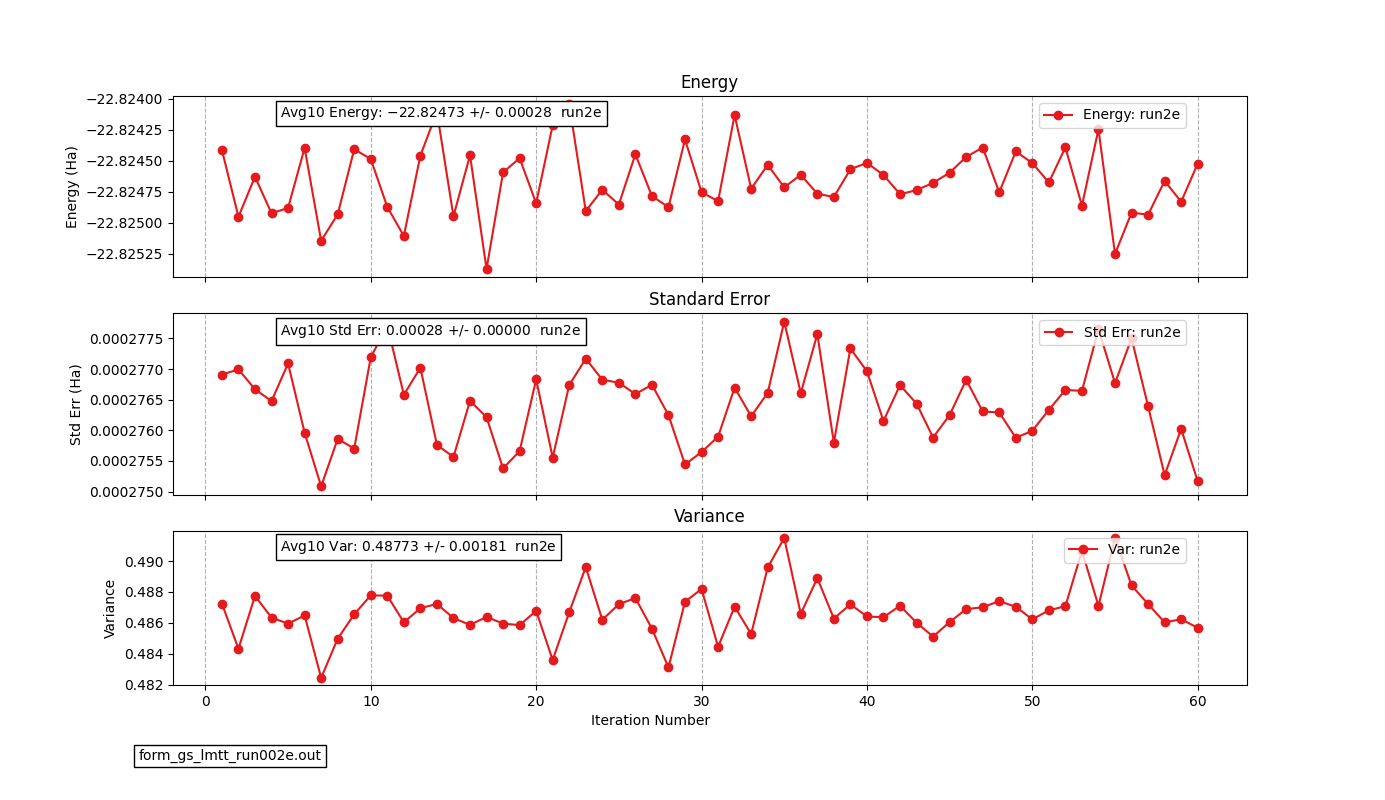 Energy
Avg10 Energy: −22.82473 +/- 0.00028 run2e
Energy: run2e
−22.82400
−22.82425
−22.82450
−22.82475
−22.82500
−22.82525
Energy (Ha)
Standard Error
Avg10 Std Err: 0.00028 +/- 0.00000 run2e
Std Err: run2e
0.0002775
0.0002770
0.0002765
0.0002760
0.0002755
0.0002750
Std Err (Ha)
Variance
Avg10 Var: 0.48773 +/- 0.00181 run2e
Var: run2e
0.490
0.488
0.486
0.484
0.482
Variance
0 10 20 30 40 50 60
Iteration Number
form_gs_lmtt_run002e.out